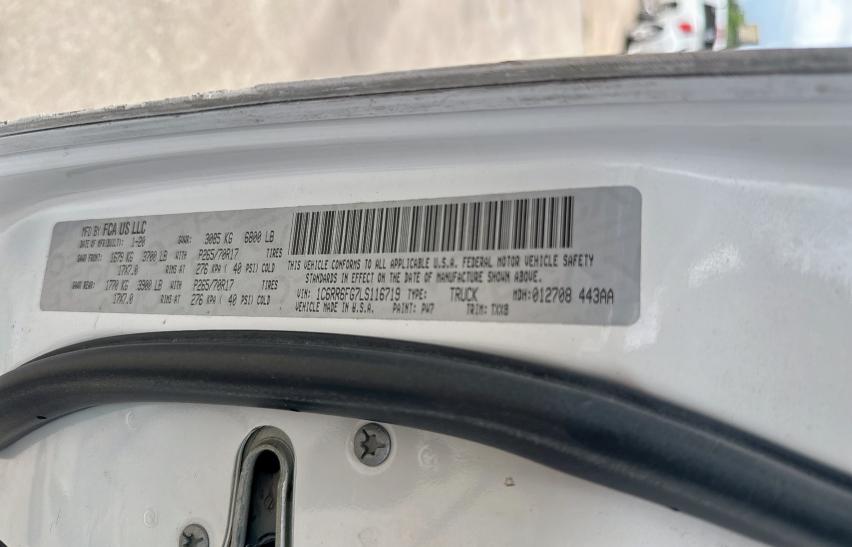 MFD BY FCA US LLC
DATE OF MFR(BUILT): 1-20 GVWR: 3085 KG 6800 LB
GAWR FRONT: 1679 KG 3700 LB WITH P265/70R17 TIRES
17X7.0 RIMS AT 276 KPA ( 40 PSI) COLD
GAWR REAR: 1770 KG 3900 LB WITH P265/70R17 TIRES
17X7.0 RIMS AT 276 KPA ( 40 PSI) COLD
THIS VEHICLE CONFORMS TO ALL APPLICABLE U.S.A. FEDERAL MOTOR VEHICLE SAFETY
STANDARDS IN EFFECT ON THE DATE OF MANUFACTURE SHOWN ABOVE.
VIN: 1C6RR6FG7LS116719 TYPE: TRUCK MDH:012708 443AA
VEHICLE MADE IN U.S.A. PAINT: PW7 TRIM: TXX9